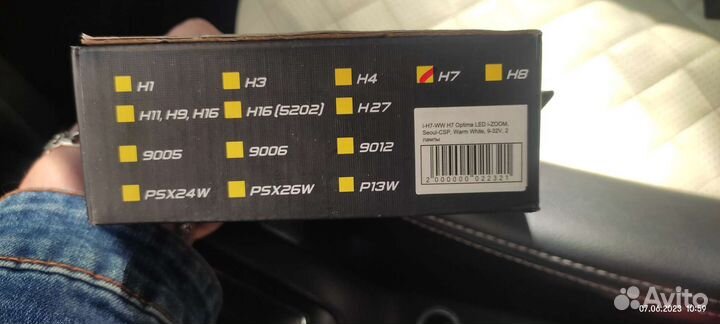 H1 H3 H4 H7 H8
H11, H9, H16 H16 (5202) H27
9005 9006 9012
PSX24W PSX26W P13W
i-H7-WW H7 Optima LED i-ZOOM,
Seoul-CSP, Warm White, 9-32V, 2
лампы
2 000000 022321
Avito
07.06.2023 10:59